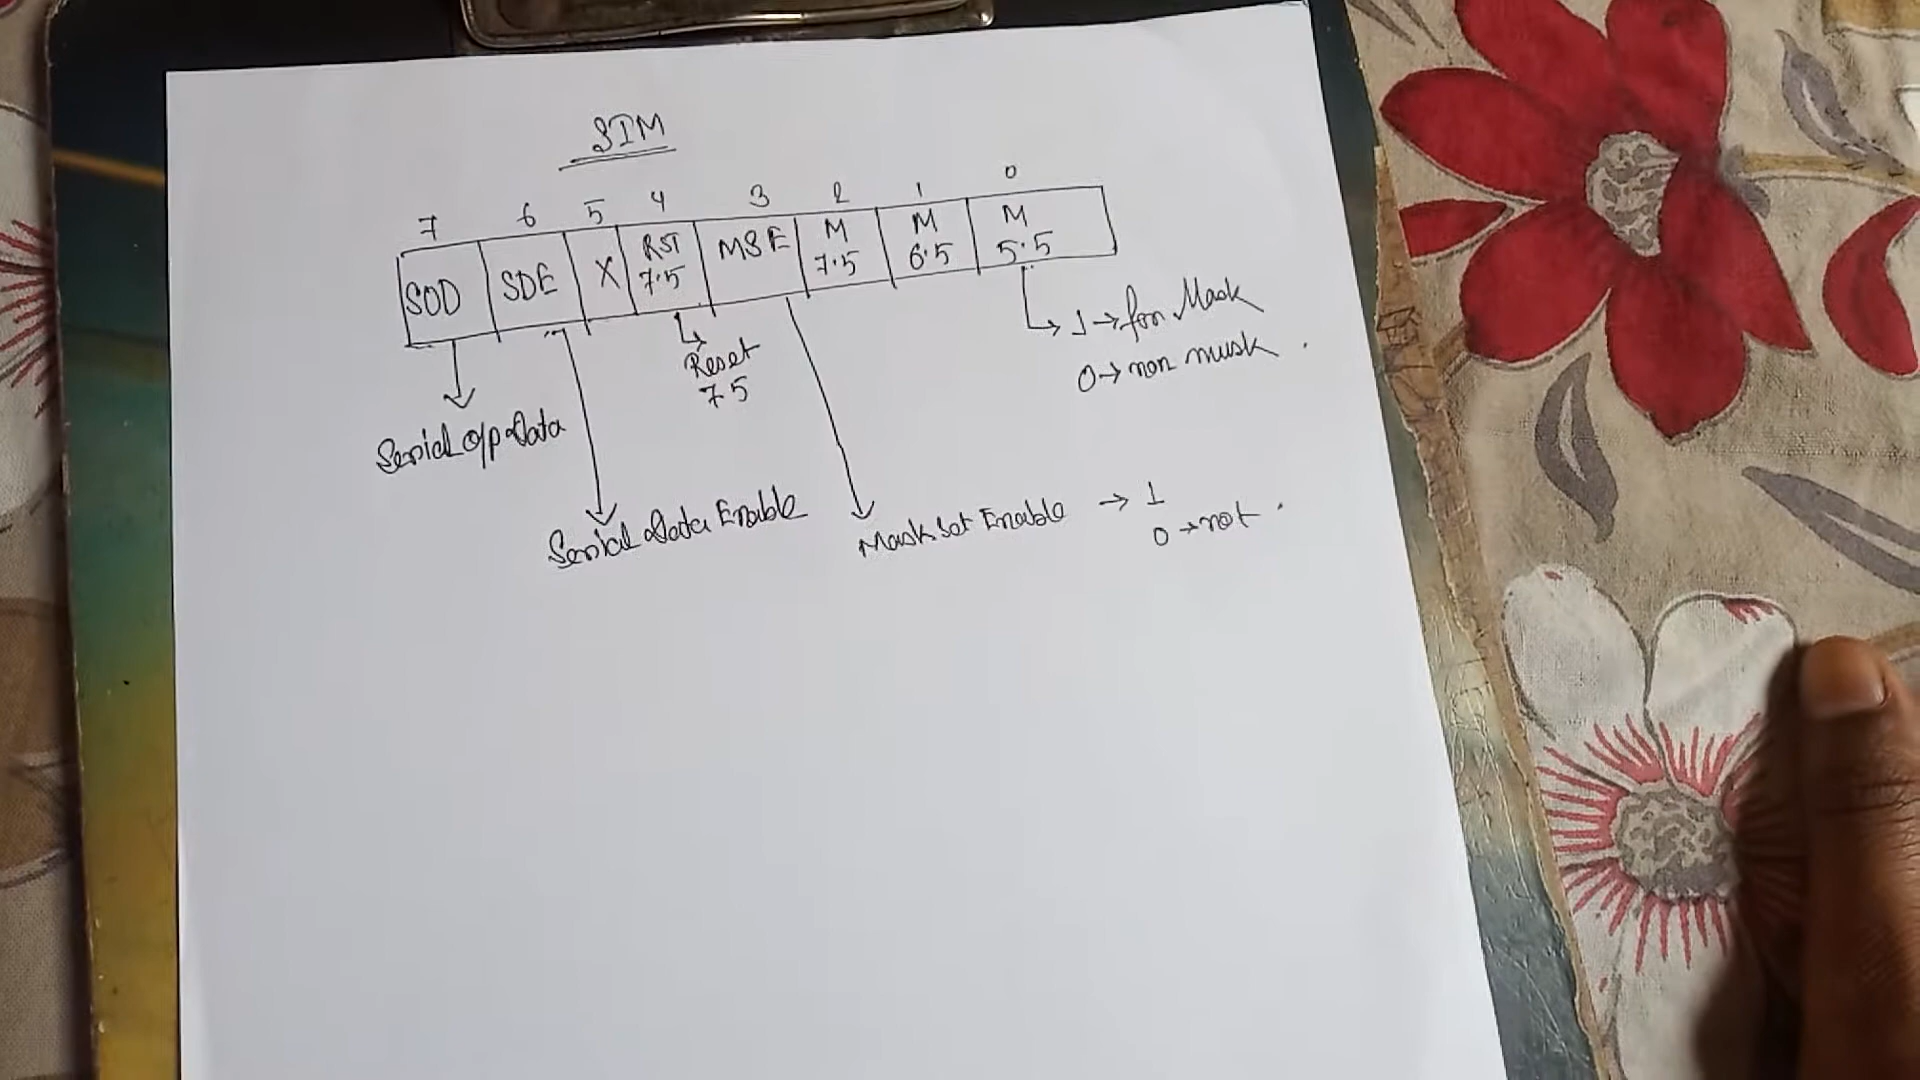 SIM
7 6 5 4 3 2 1 0
SOD SDE X RST 7.5 MSE M 7.5 M 6.5 M 5.5
1 → for Mask
0 → non musk .
Reset
7.5
Serial o/p Data
Serial Data Enable
Mask Set Enable → 1
0 → not .